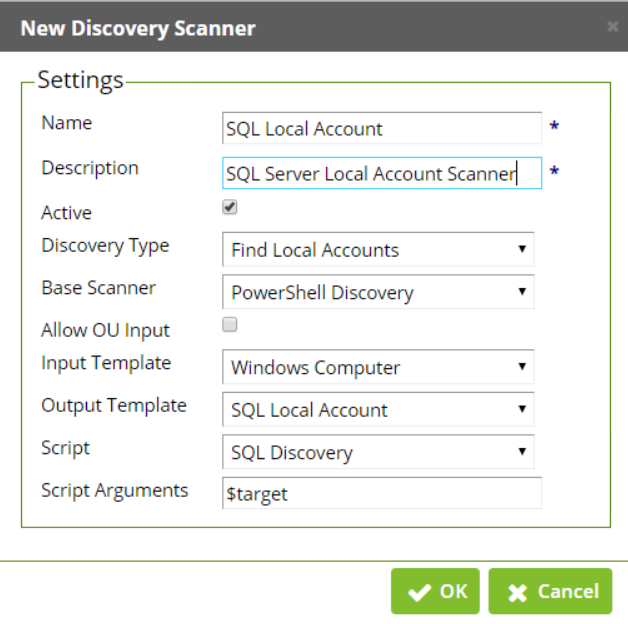 New Discovery Scanner
Settings
Name SQL Local Account *
Description SQL Server Local Account Scanner *
Active
Discovery Type Find Local Accounts
Base Scanner PowerShell Discovery
Allow OU Input
Input Template Windows Computer
Output Template SQL Local Account
Script SQL Discovery
Script Arguments $target
OK Cancel